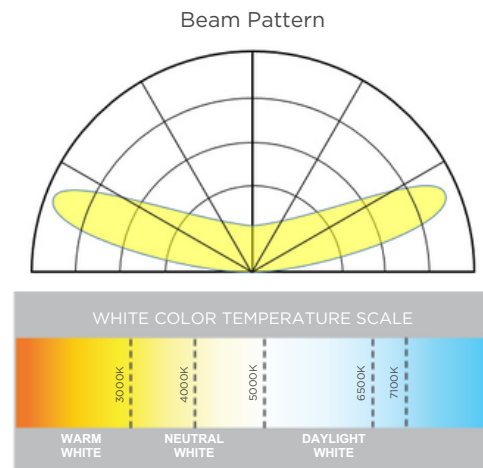 Beam Pattern
WHITE COLOR TEMPERATURE SCALE
3000K
4000K
5000K
6500K
7100K
WARM
WHITE
NEUTRAL
WHITE
DAYLIGHT
WHITE